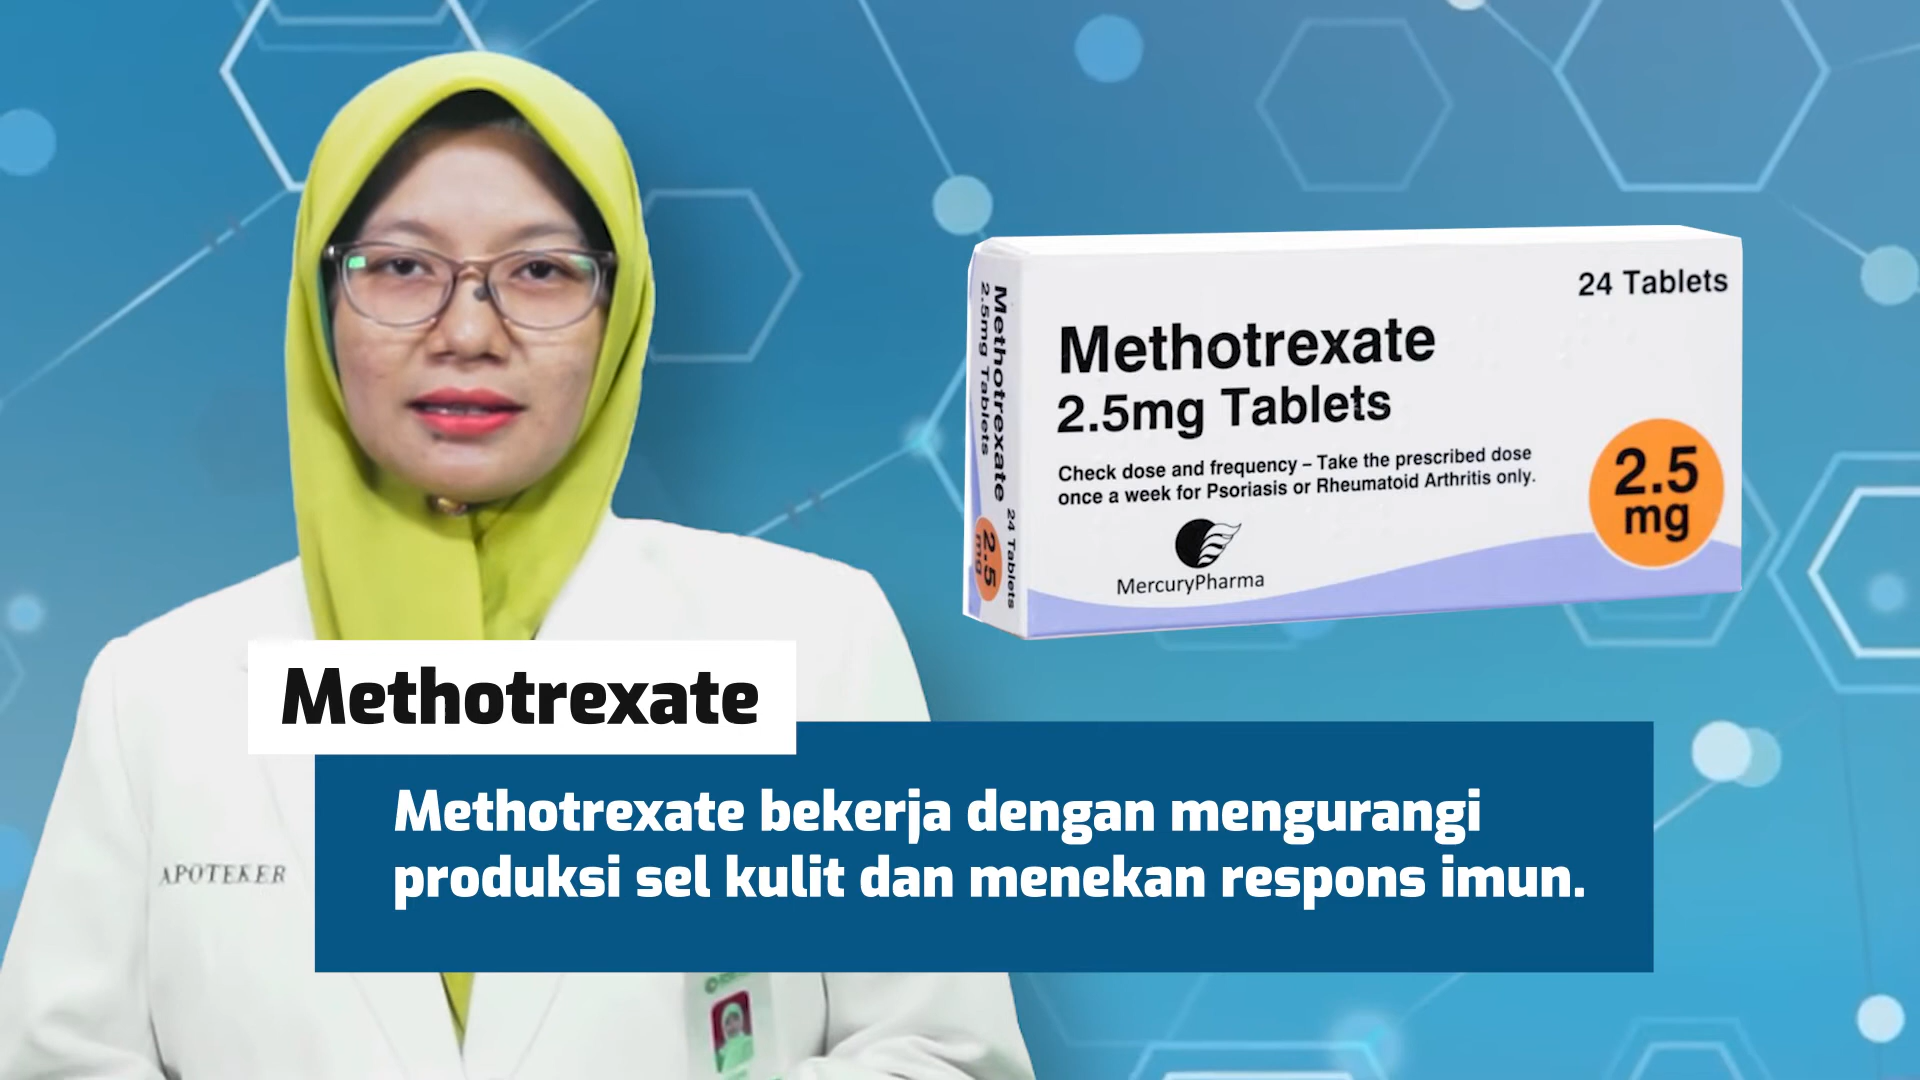 24 Tablets
Methotrexate
2.5mg Tablets
Check dose and frequency – Take the prescribed dose
once a week for Psoriasis or Rheumatoid Arthritis only.
2.5
mg
MercuryPharma
Methotrexate
2.5mg Tablets
24 Tablets
2.5
mg
Methotrexate
Methotrexate bekerja dengan mengurangi
produksi sel kulit dan menekan respons imun.
APOTEKER